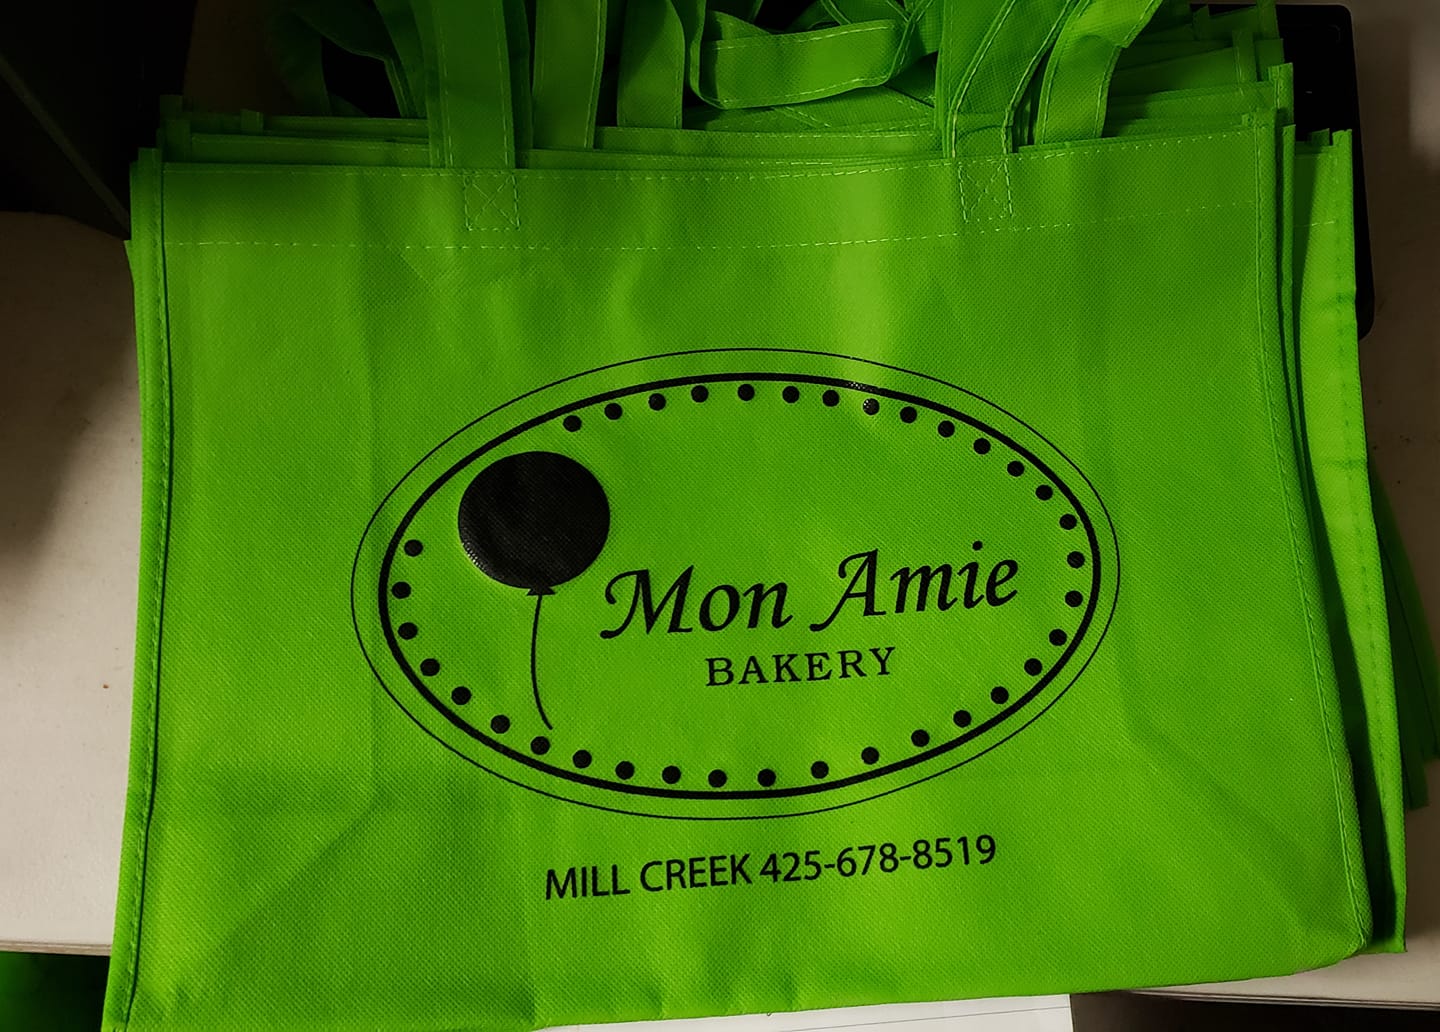 Mon Amie
BAKERY
MILL CREEK 425-678-8519